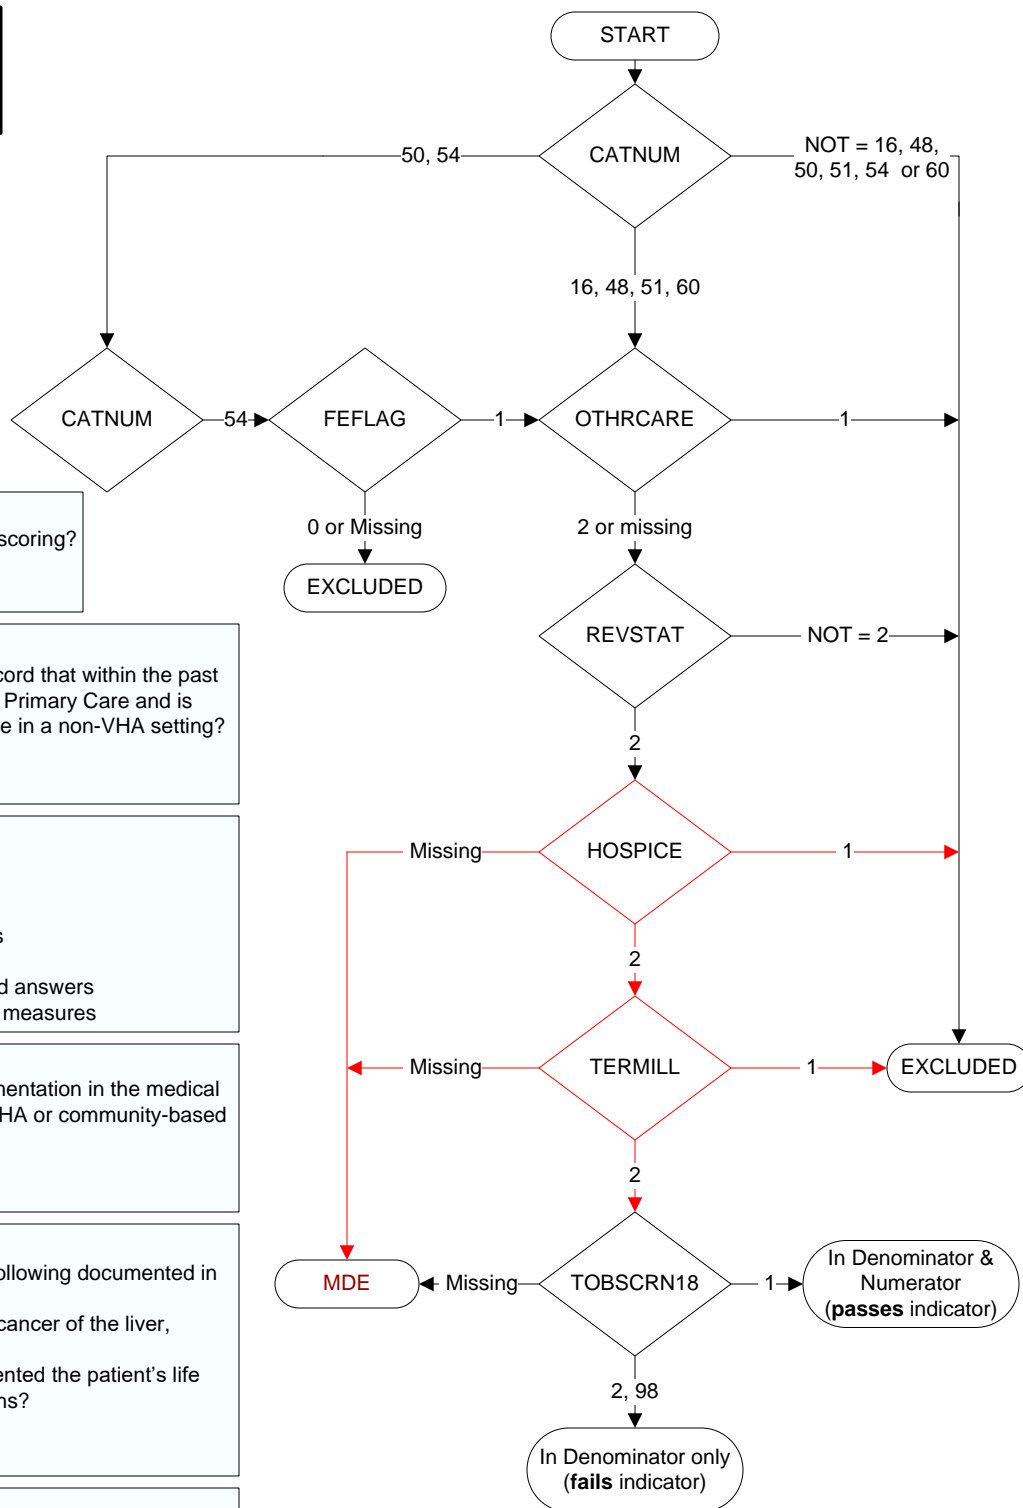 START
CATNUM
50, 54
NOT = 16, 48,
50, 51, 54 or 60
16, 48, 51, 60
CATNUM
54
FEFLAG
1
OTHRCARE
1
0 or Missing
EXCLUDED
2 or missing
scoring?
REVSTAT
NOT = 2
cord that within the past
Primary Care and is
e in a non-VHA setting?
2
HOSPICE
Missing
1
s
d answers
measures
2
TERMILL
Missing
1
EXCLUDED
mentation in the medical
HA or community-based
2
ollowing documented in
cancer of the liver,
ented the patient's life
ns?
MDE
Missing
TOBSCRN18
1
In Denominator &
Numerator
(passes indicator)
2, 98
In Denominator only
(fails indicator)